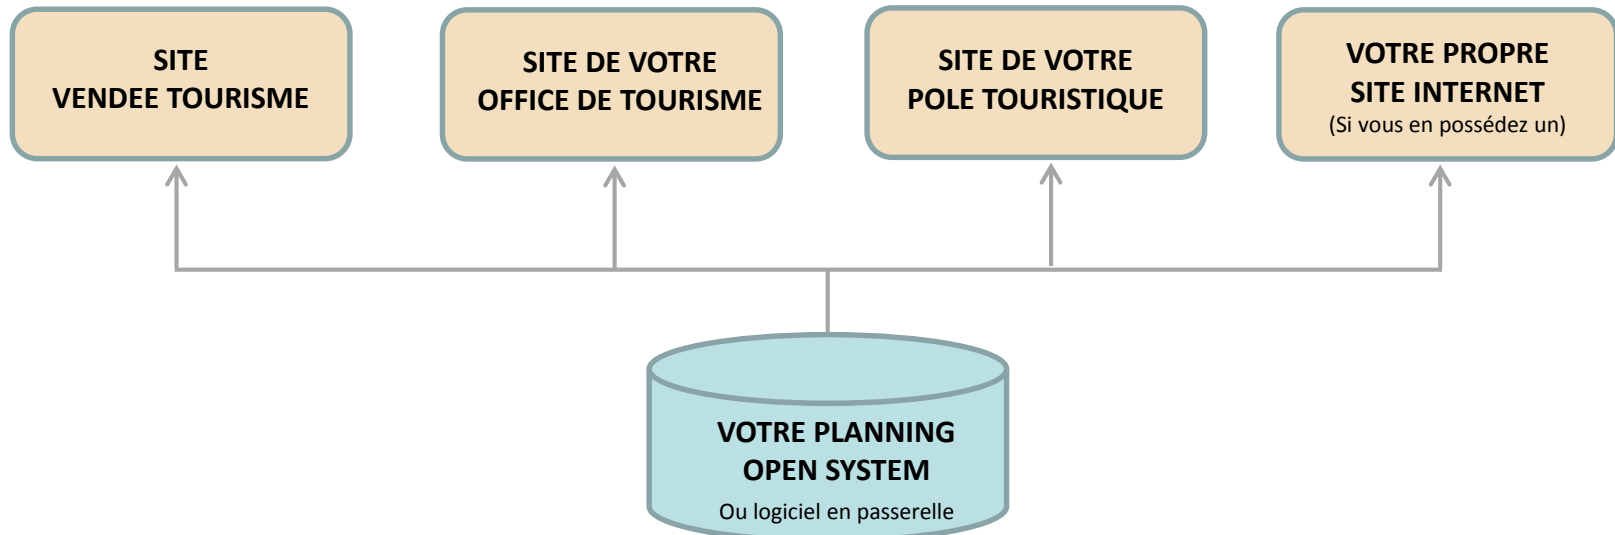 SITE
VENDEE TOURISME
SITE DE VOTRE
OFFICE DE TOURISME
SITE DE VOTRE
POLE TOURISTIQUE
VOTRE PROPRE
SITE INTERNET
(Si vous en possédez un)
VOTRE PLANNING
OPEN SYSTEM
Ou logiciel en passerelle